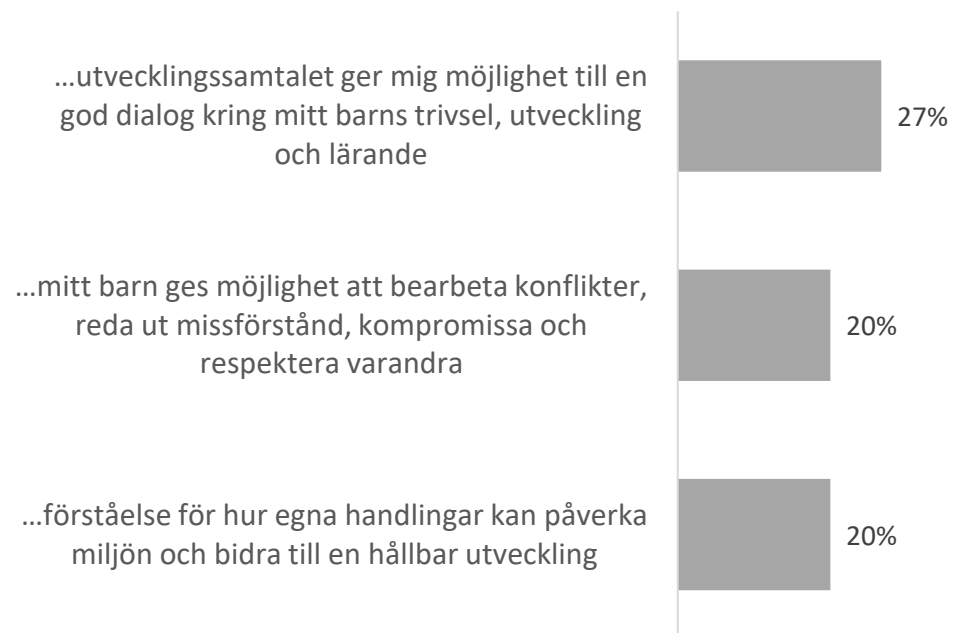 …utvecklingssamtalet ger mig möjlighet till en
god dialog kring mitt barns trivsel, utveckling
och lärande
27%
…mitt barn ges möjlighet att bearbeta konflikter,
reda ut missförstånd, kompromissa och
respektera varandra
20%
…förståelse för hur egna handlingar kan påverka
miljön och bidra till en hållbar utveckling
20%